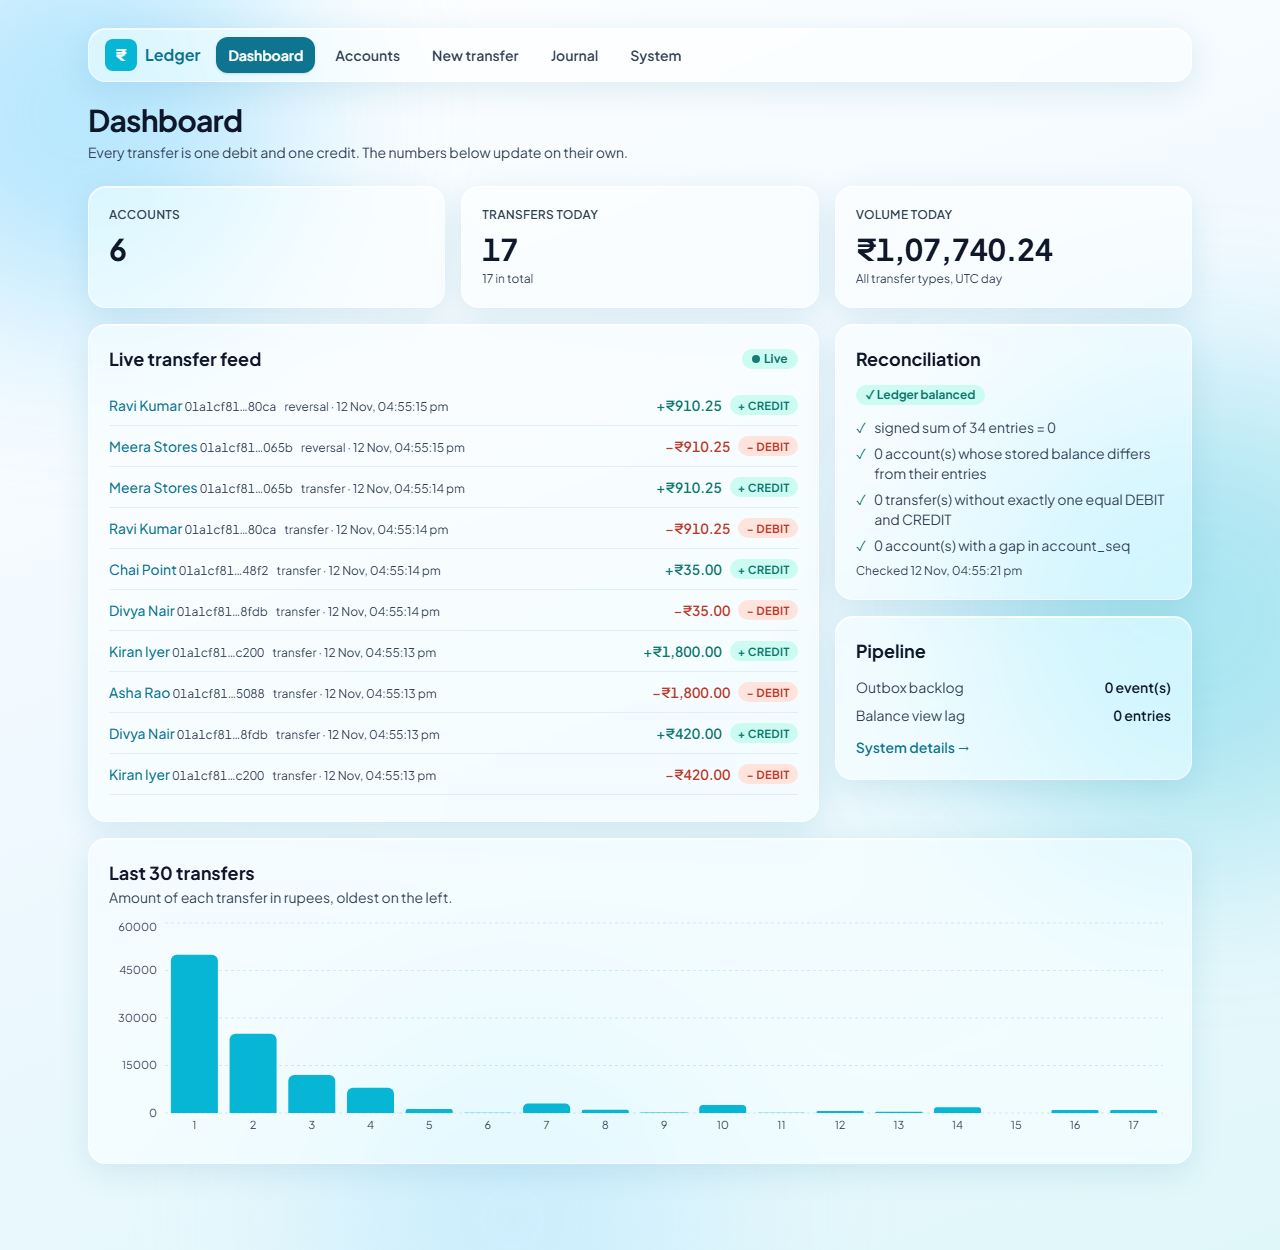 ₹ Ledger Dashboard Accounts New transfer Journal System
Dashboard
Every transfer is one debit and one credit. The numbers below update on their own.
ACCOUNTS
6
TRANSFERS TODAY
17
17 in total
VOLUME TODAY
₹1,07,740.24
All transfer types, UTC day
Live transfer feed
Live
Ravi Kumar 01a1cf81…80ca reversal · 12 Nov, 04:55:15 pm +₹910.25 + CREDIT
Meera Stores 01a1cf81…065b reversal · 12 Nov, 04:55:15 pm −₹910.25 − DEBIT
Meera Stores 01a1cf81…065b transfer · 12 Nov, 04:55:14 pm +₹910.25 + CREDIT
Ravi Kumar 01a1cf81…80ca transfer · 12 Nov, 04:55:14 pm −₹910.25 − DEBIT
Chai Point 01a1cf81…48f2 transfer · 12 Nov, 04:55:14 pm +₹35.00 + CREDIT
Divya Nair 01a1cf81…8fdb transfer · 12 Nov, 04:55:14 pm −₹35.00 − DEBIT
Kiran Iyer 01a1cf81…c200 transfer · 12 Nov, 04:55:13 pm +₹1,800.00 + CREDIT
Asha Rao 01a1cf81…5088 transfer · 12 Nov, 04:55:13 pm −₹1,800.00 − DEBIT
Divya Nair 01a1cf81…8fdb transfer · 12 Nov, 04:55:13 pm +₹420.00 + CREDIT
Kiran Iyer 01a1cf81…c200 transfer · 12 Nov, 04:55:13 pm −₹420.00 − DEBIT
Reconciliation
✓ Ledger balanced
✓ signed sum of 34 entries = 0
✓ 0 account(s) whose stored balance differs
from their entries
✓ 0 transfer(s) without exactly one equal DEBIT
and CREDIT
✓ 0 account(s) with a gap in account_seq
Checked 12 Nov, 04:55:21 pm
Pipeline
Outbox backlog 0 event(s)
Balance view lag 0 entries
System details →
Last 30 transfers
Amount of each transfer in rupees, oldest on the left.
60000
45000
30000
15000
0
1 2 3 4 5 6 7 8 9 10 11 12 13 14 15 16 17